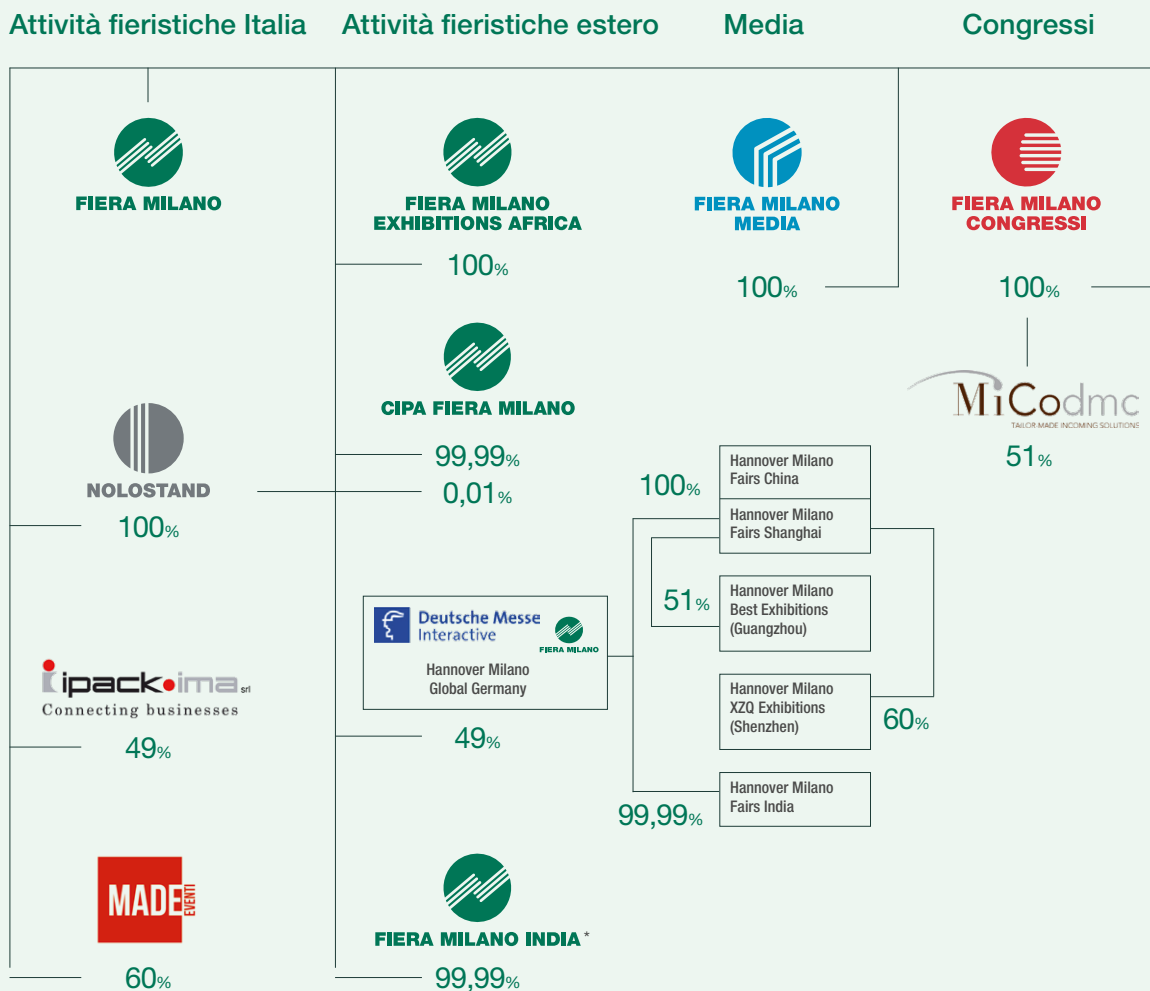 Attività fieristiche Italia
Attività fieristiche estero
Media
Congressi
FIERA MILANO
NOLOSTAND
100%
ipack•ima srl
Connecting businesses
49%
MADE
EVENTI
60%
FIERA MILANO
EXHIBITIONS AFRICA
100%
CIPA FIERA MILANO
99,99%
0,01%
Deutsche Messe
Interactive
FIERA MILANO
Hannover Milano
Global Germany
49%
FIERA MILANO INDIA *
99,99%
FIERA MILANO
MEDIA
100%
100%
Hannover Milano
Fairs China
Hannover Milano
Fairs Shanghai
51%
Hannover Milano
Best Exhibitions
(Guangzhou)
Hannover Milano
XZQ Exhibitions
(Shenzhen)
60%
99,99%
Hannover Milano
Fairs India
FIERA MILANO
CONGRESSI
100%
MiCodmc
TAILOR-MADE INCOMING SOLUTIONS
51%